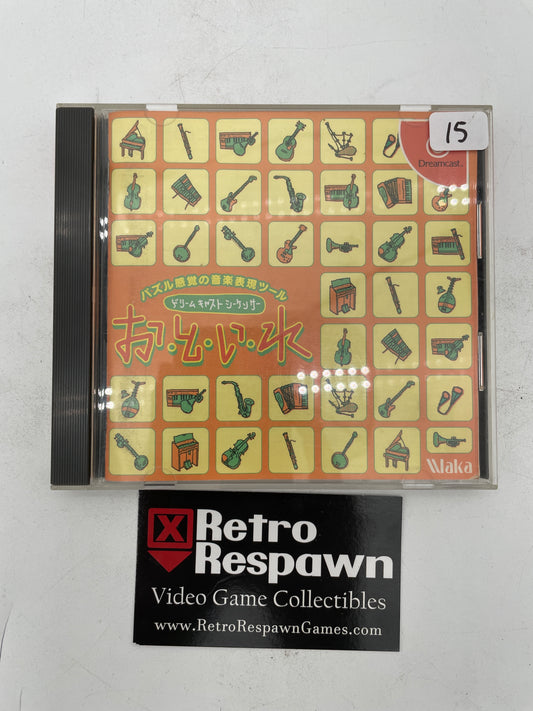 15
Dreamcast.
パズル感覚の音楽表現ツール
ドリームキャストシーケンサー
お・と・い・れ
Waka
Retro
Respawn
Video Game Collectibles
www.RetroRespawnGames.com